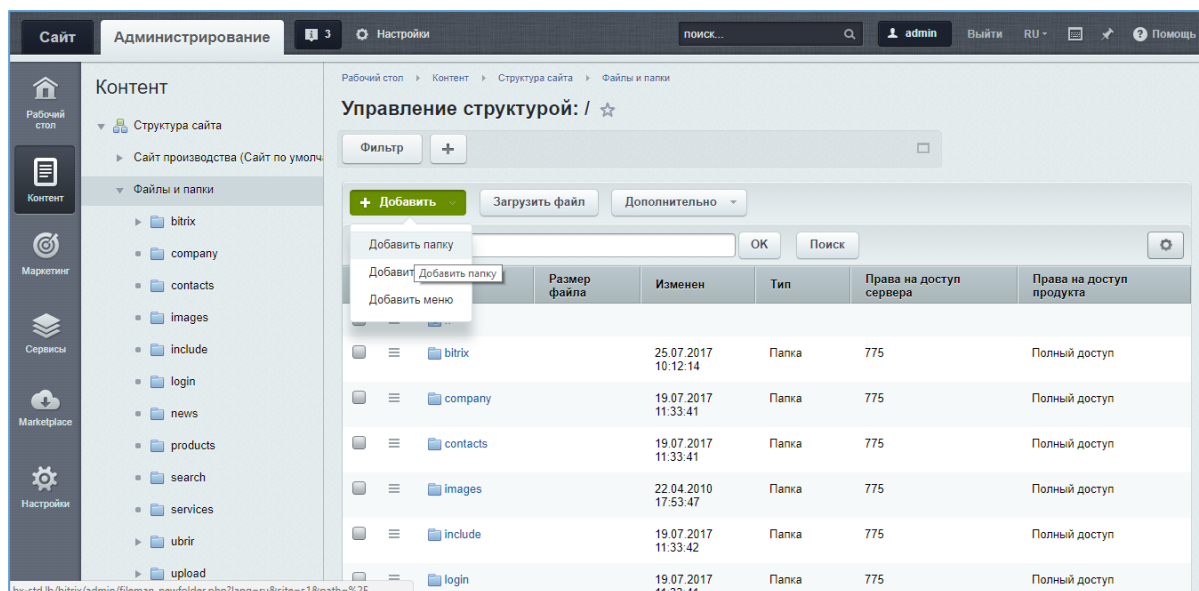 Сайт
Администрирование
3
Настройки
поиск...
admin
Выйти
RU
Помощь
Рабочий стол
Контент
Маркетинг
Сервисы
Marketplace
Настройки
Контент
Структура сайта
Сайт производства (Сайт по умолч
Файлы и папки
bitrix
company
contacts
images
include
login
news
products
search
services
ubrir
upload
Рабочий стол Контент Структура сайта Файлы и папки
Управление структурой: /
Фильтр +
+ Добавить Загрузить файл Дополнительно
Добавить папку
Добавит
Добавить папку
Добавить меню
OK Поиск
Размер файла Изменен Тип Права на доступ сервера Права на доступ продукта
..
bitrix 25.07.2017 10:12:14 Папка 775 Полный доступ
company 19.07.2017 11:33:41 Папка 775 Полный доступ
contacts 19.07.2017 11:33:41 Папка 775 Полный доступ
images 22.04.2010 17:53:47 Папка 775 Полный доступ
include 19.07.2017 11:33:42 Папка 775 Полный доступ
login 19.07.2017 Папка 775 Полный доступ